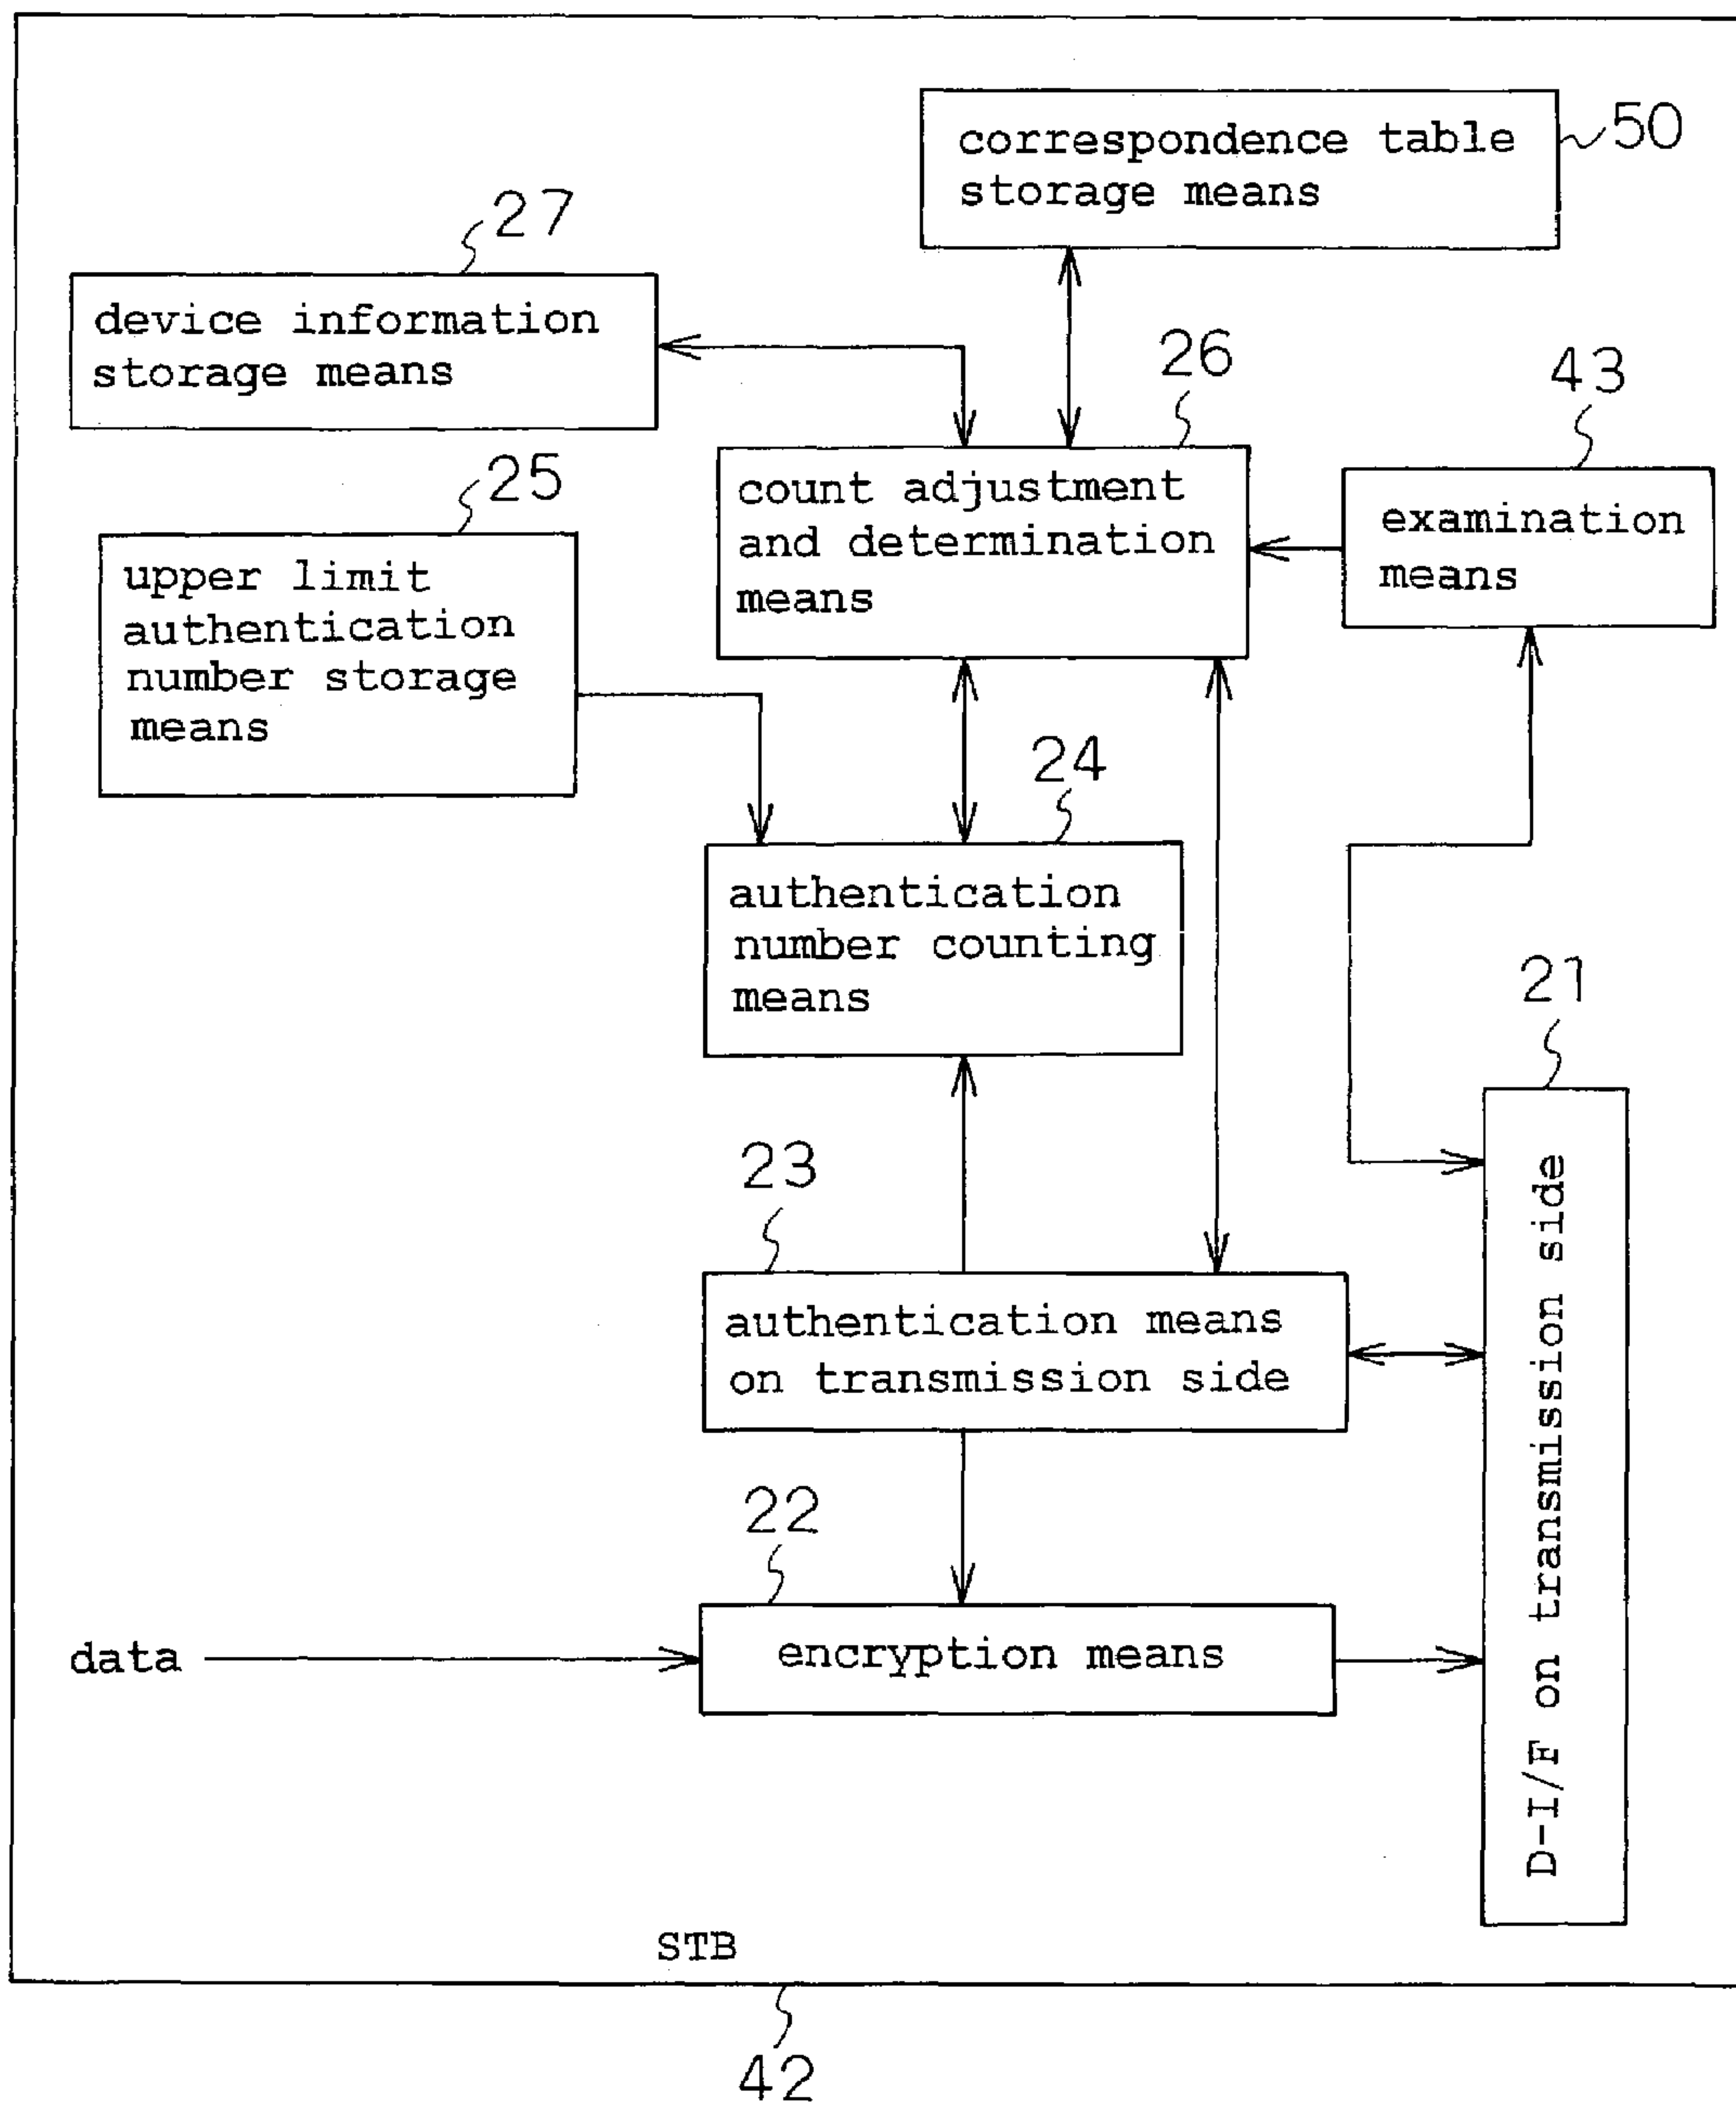 correspondence table
storage means
50
27
device information
storage means
26
43
count adjustment
and determination
means
examination
means
25
upper limit
authentication
number storage
means
24
authentication
number counting
means
21
D-I/F on transmission side
23
authentication means
on transmission side
22
data
encryption means
STB
42